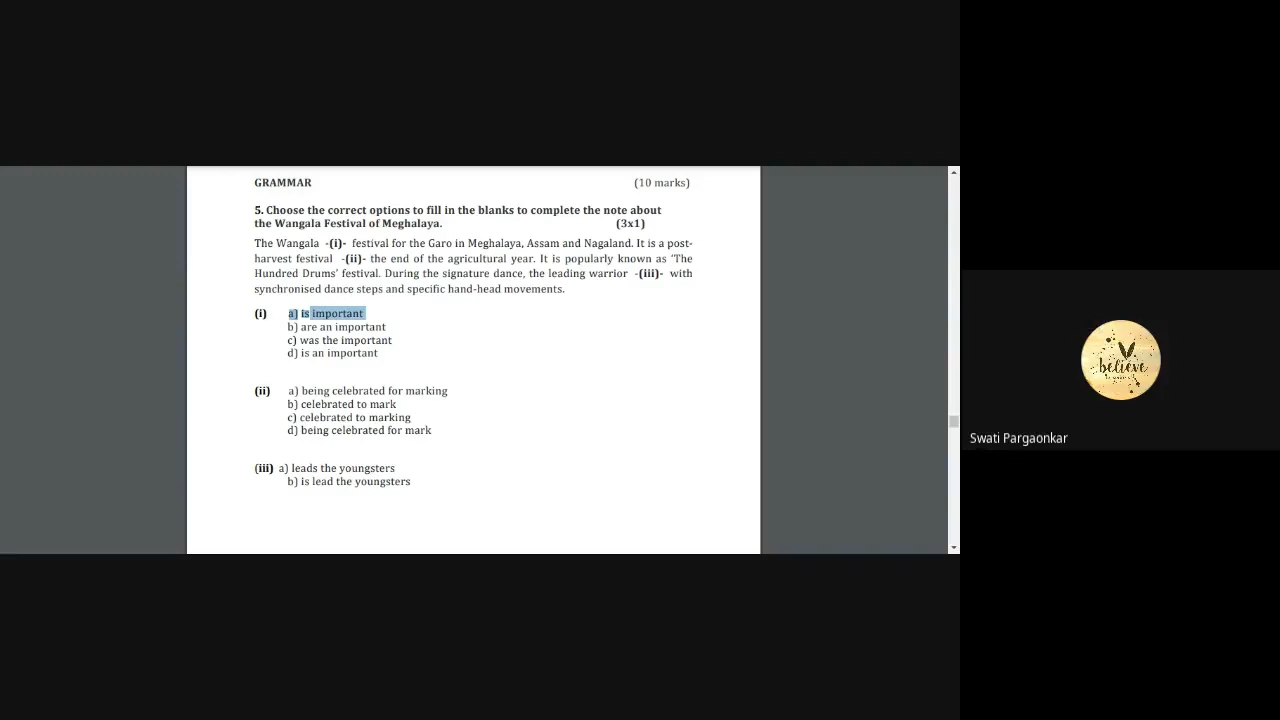 GRAMMAR (10 marks)
5. Choose the correct options to fill in the blanks to complete the note about
the Wangala Festival of Meghalaya. (3x1)
The Wangala -(i)- festival for the Garo in Meghalaya, Assam and Nagaland. It is a post-
harvest festival -(ii)- the end of the agricultural year. It is popularly known as ‘The
Hundred Drums’ festival. During the signature dance, the leading warrior -(iii)- with
synchronised dance steps and specific hand-head movements.
(i) a) is important
b) are an important
c) was the important
d) is an important
(ii) a) being celebrated for marking
b) celebrated to mark
c) celebrated to marking
d) being celebrated for mark
(iii) a) leads the youngsters
b) is lead the youngsters
believe
Swati Pargaonkar